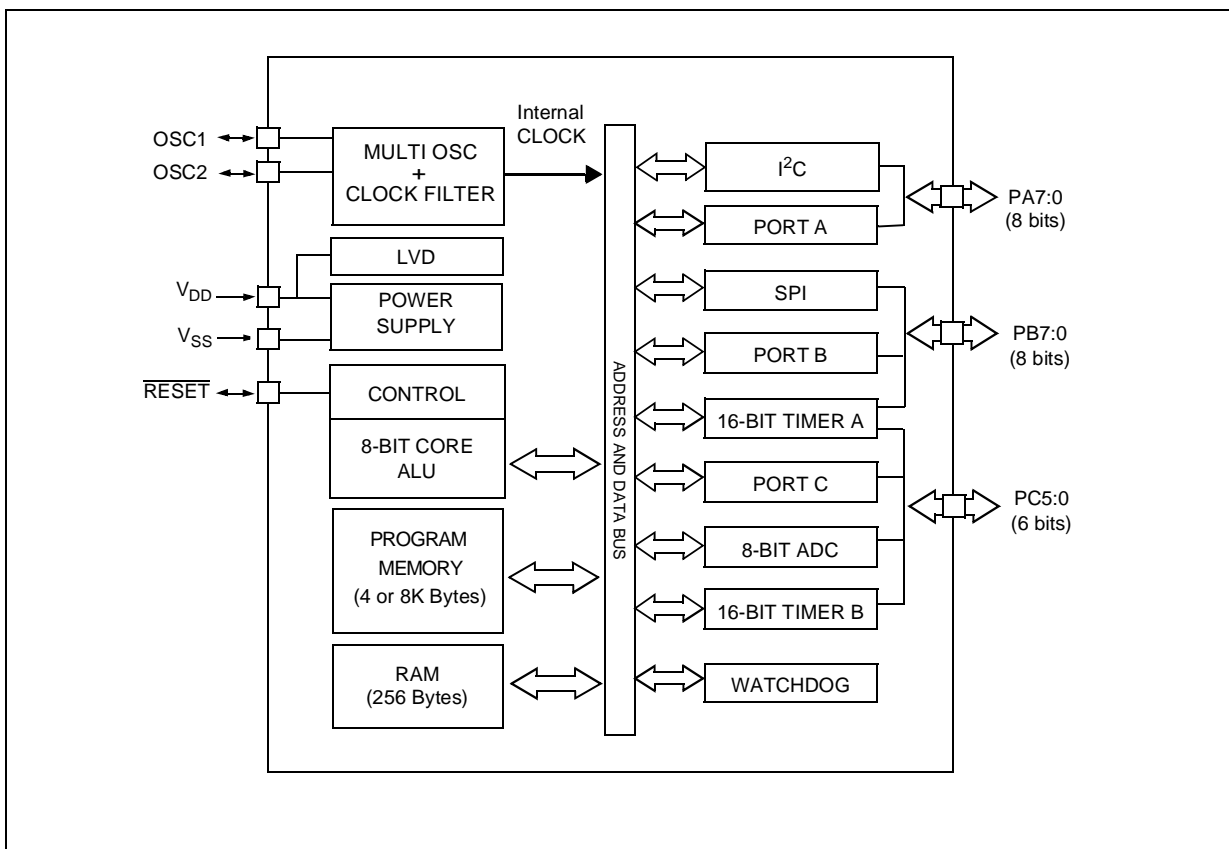 OSC1
OSC2
V_DD
V_SS
RESET
MULTI OSC
+
CLOCK FILTER
LVD
POWER
SUPPLY
CONTROL
8-BIT CORE
ALU
PROGRAM
MEMORY
(4 or 8K Bytes)
RAM
(256 Bytes)
Internal
CLOCK
ADDRESS AND DATA BUS
I²C
PORT A
SPI
PORT B
16-BIT TIMER A
PORT C
8-BIT ADC
16-BIT TIMER B
WATCHDOG
PA7:0
(8 bits)
PB7:0
(8 bits)
PC5:0
(6 bits)